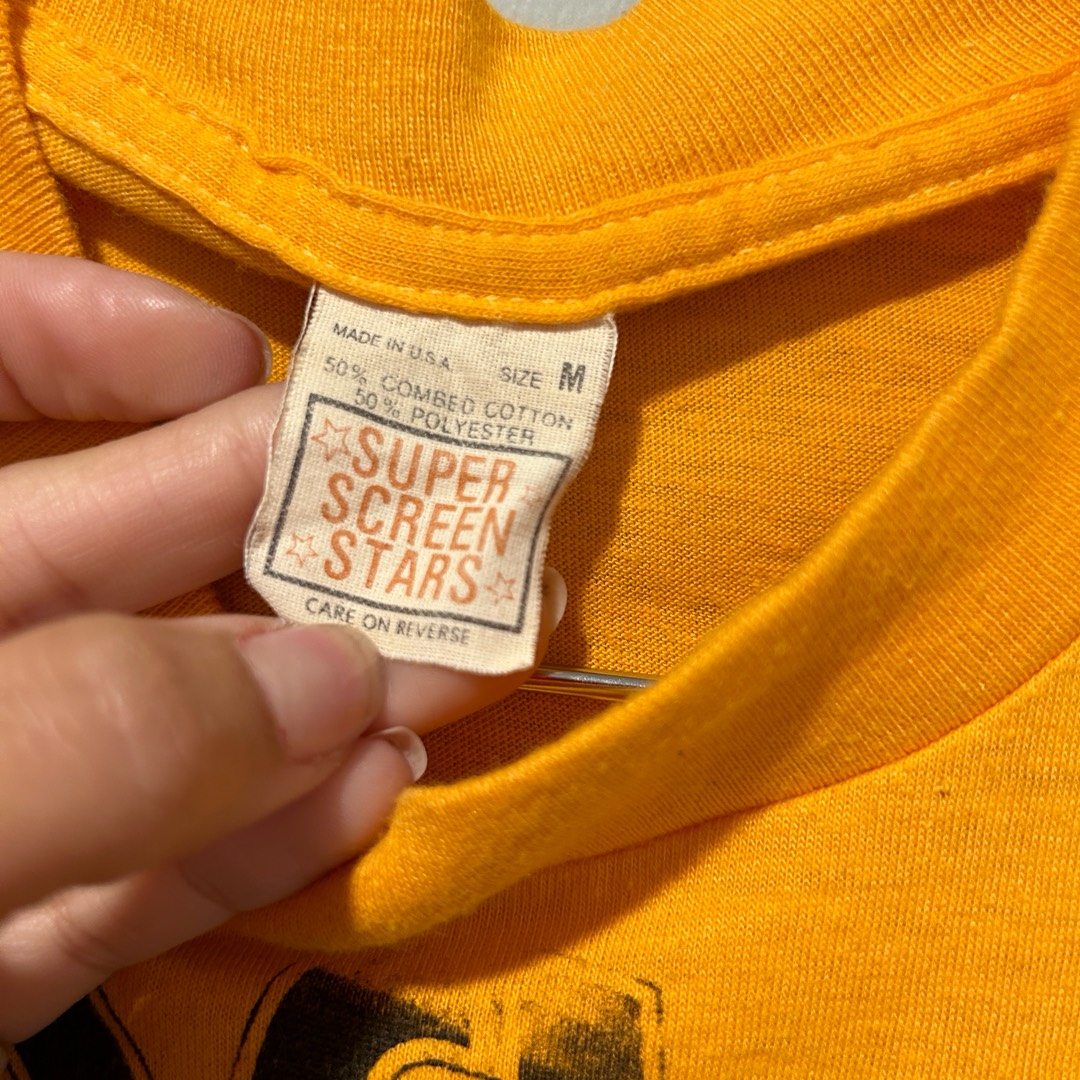 MADE IN U.S.A
SIZE M
50% COMBED COTTON
50% POLYESTER
SUPER
SCREEN
STARS
CARE ON REVERSE